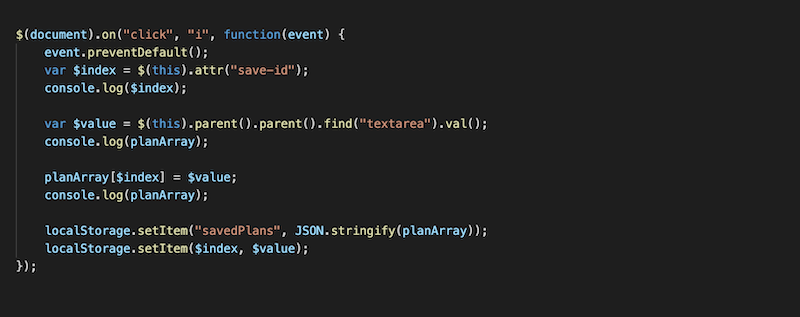 $(document).on("click", "i", function(event) {
    event.preventDefault();
    var $index = $(this).attr("save-id");
    console.log($index);
    var $value = $(this).parent().parent().find("textarea").val();
    console.log(planArray);
    planArray[$index] = $value;
    console.log(planArray);
    localStorage.setItem("savedPlans", JSON.stringify(planArray));
    localStorage.setItem($index, $value);
});